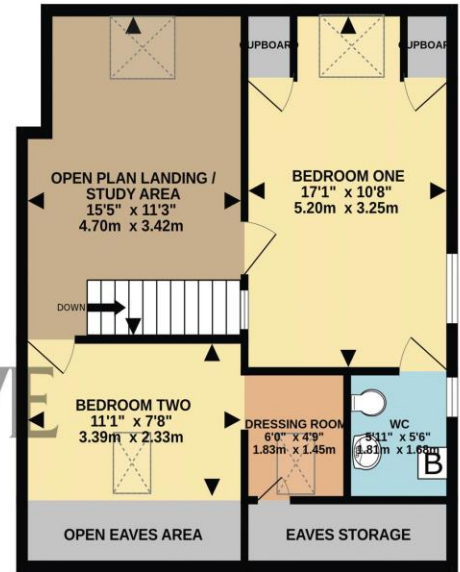 CUPBOARD
CUPBOARD
OPEN PLAN LANDING /
STUDY AREA
15'5" x 11'3"
4.70m x 3.42m
BEDROOM ONE
17'1" x 10'8"
5.20m x 3.25m
DOWN
BEDROOM TWO
11'1" x 7'8"
3.39m x 2.33m
DRESSING ROOM
6'0" x 4'9"
1.83m x 1.45m
WC
5'11" x 5'6"
1.81m x 1.68m
B
OPEN EAVES AREA
EAVES STORAGE